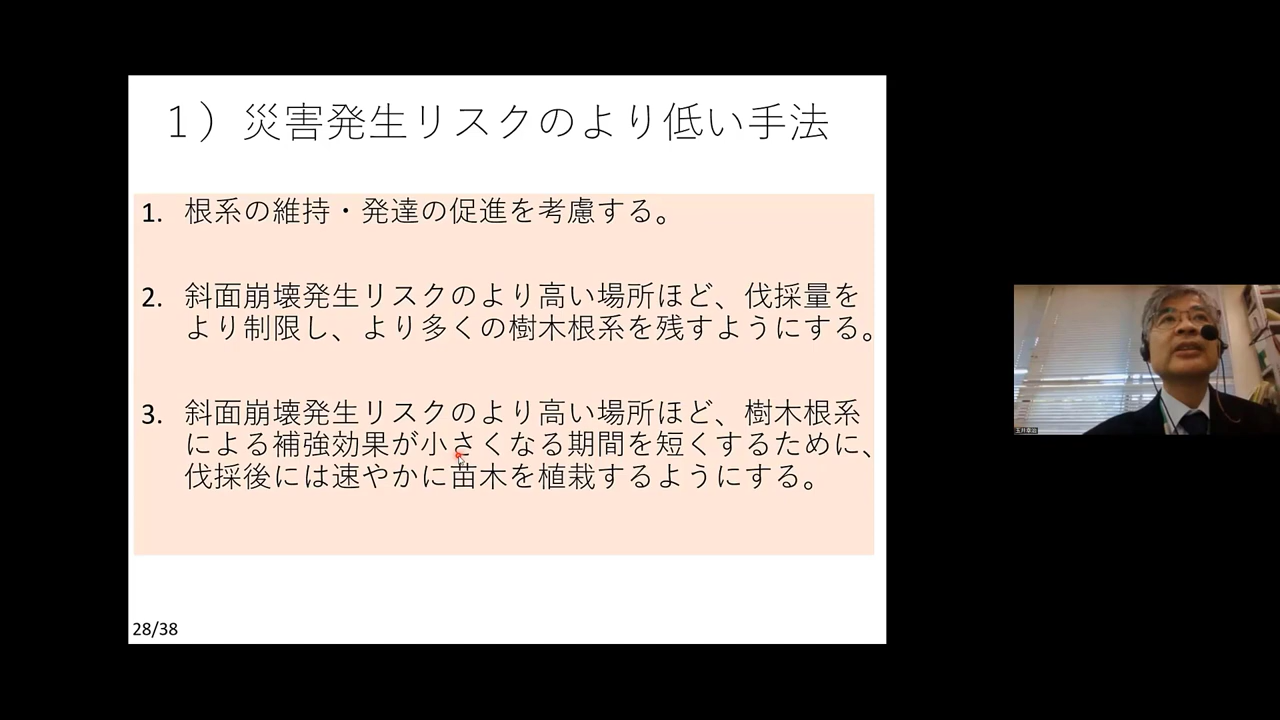 1）災害発生リスクのより低い手法
1. 根系の維持・発達の促進を考慮する。
2. 斜面崩壊発生リスクのより高い場所ほど、伐採量を
より制限し、より多くの樹木根系を残すようにする。
3. 斜面崩壊発生リスクのより高い場所ほど、樹木根系
による補強効果が小さくなる期間を短くするために、
伐採後には速やかに苗木を植栽するようにする。
28/38